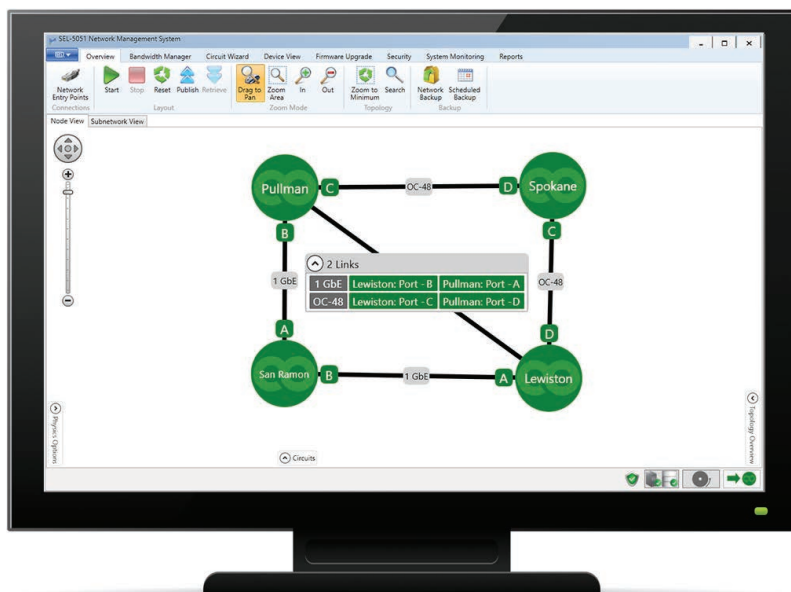 SEL-5051 Network Management System
Overview Bandwidth Manager Circuit Wizard Device View Firmware Upgrade Security System Monitoring Reports
Network Entry Points
Start Stop Reset Publish Retrieve
Drag to Pan
Zoom Area
In Out
Zoom to Minimum
Search
Network Backup
Scheduled Backup
Connections Layout Zoom Mode Topology Backup
Node View Subnetwork View
Pullman C OC-48 D Spokane
B C
2 Links
1 GbE Lewiston: Port - B Pullman: Port - A
OC-48 Lewiston: Port - C Pullman: Port - D
1 GbE OC-48
A D
San Ramon B 1 GbE A Lewiston
Physics Options
Topology Overview
Circuits